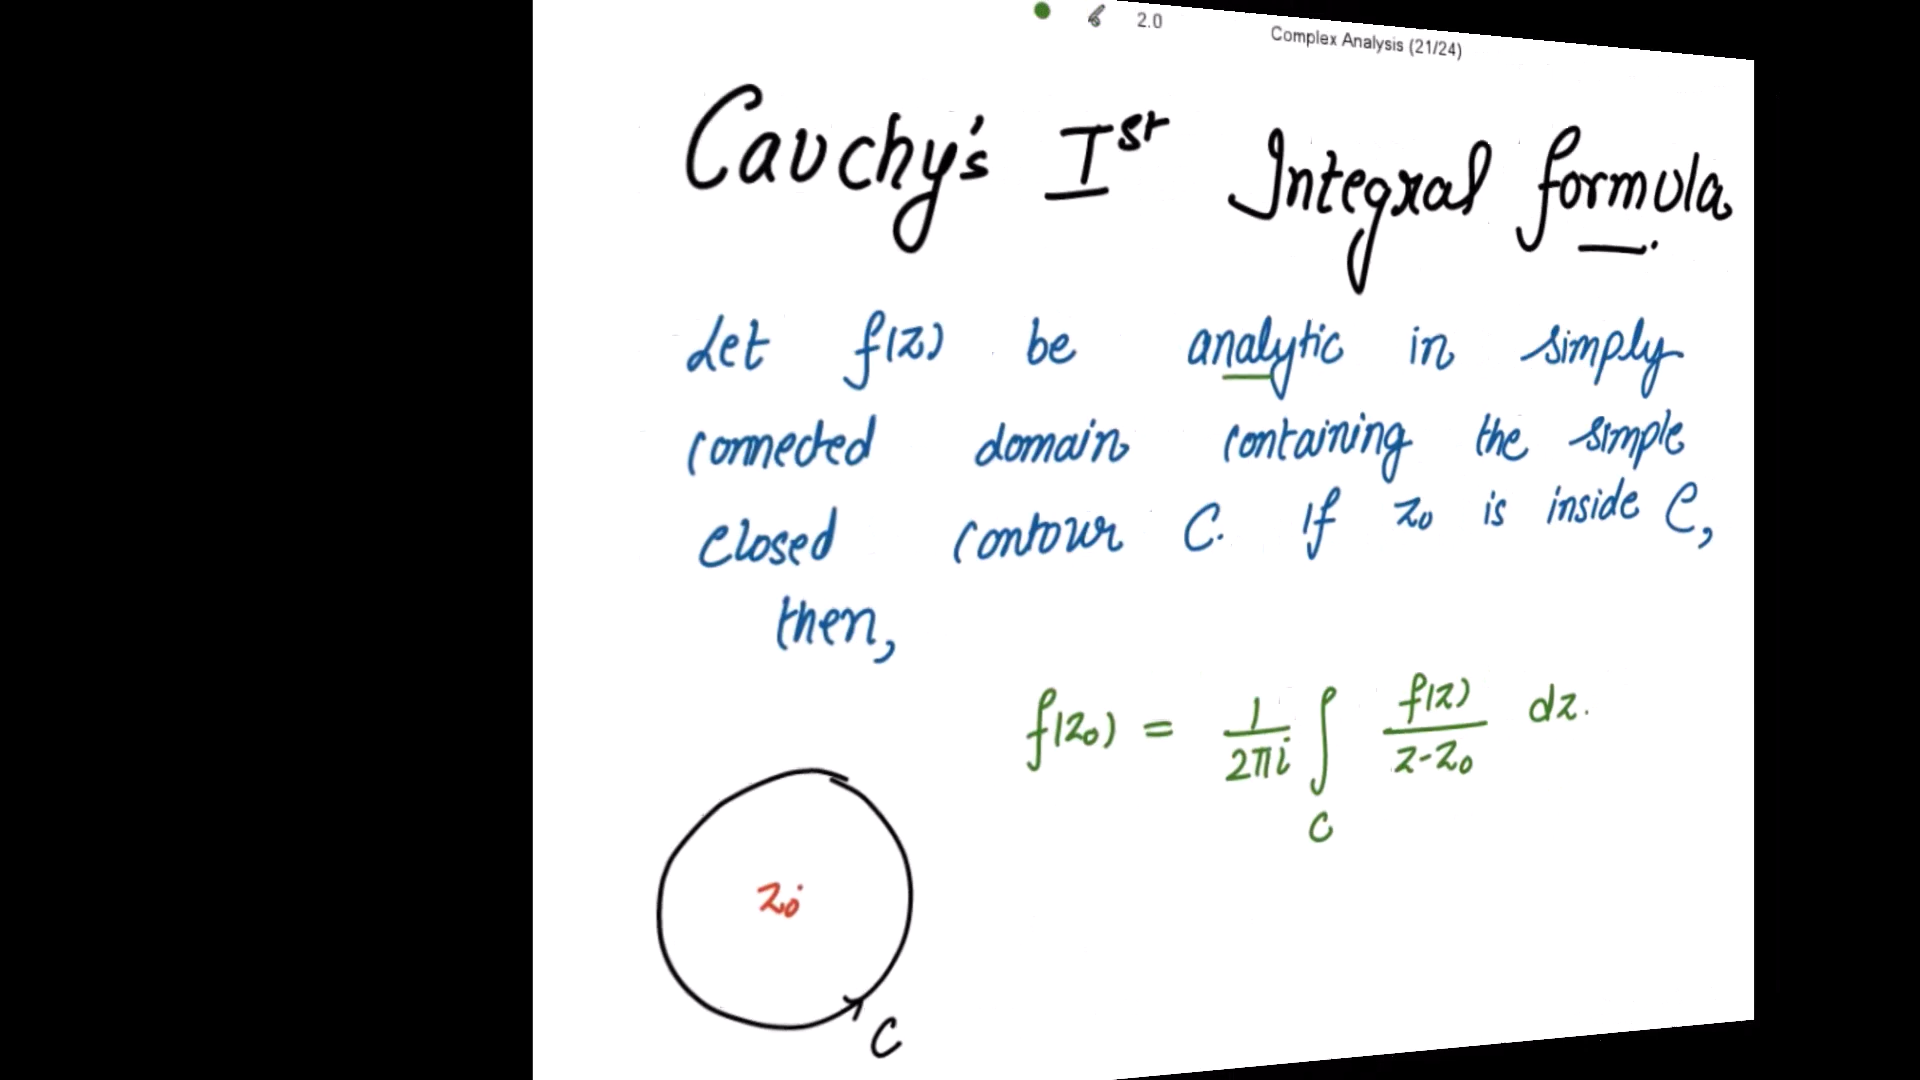 2.0 Complex Analysis (21/24)
Cauchy's Ist Integral formula.
Let f(z) be analytic in simply
connected domain containing the simple
closed contour C. If z₀ is inside C,
then,
f(z₀) = 1/2πi ∫C f(z)/z-z₀ dz.
z₀
C